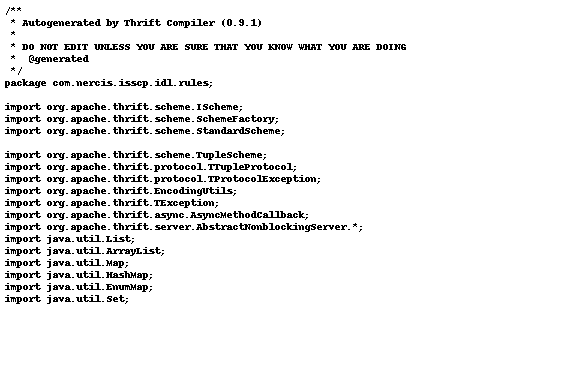 /**
 * Autogenerated by Thrift Compiler (0.9.1)
 *
 * DO NOT EDIT UNLESS YOU ARE SURE THAT YOU KNOW WHAT YOU ARE DOING
 *  @generated
 */
package com.nercis.isscp.idl.rules;

import org.apache.thrift.scheme.IScheme;
import org.apache.thrift.scheme.SchemeFactory;
import org.apache.thrift.scheme.StandardScheme;

import org.apache.thrift.scheme.TupleScheme;
import org.apache.thrift.protocol.TTupleProtocol;
import org.apache.thrift.protocol.TProtocolException;
import org.apache.thrift.EncodingUtils;
import org.apache.thrift.TException;
import org.apache.thrift.async.AsyncMethodCallback;
import org.apache.thrift.server.AbstractNonblockingServer.*;
import java.util.List;
import java.util.ArrayList;
import java.util.Map;
import java.util.HashMap;
import java.util.EnumMap;
import java.util.Set;